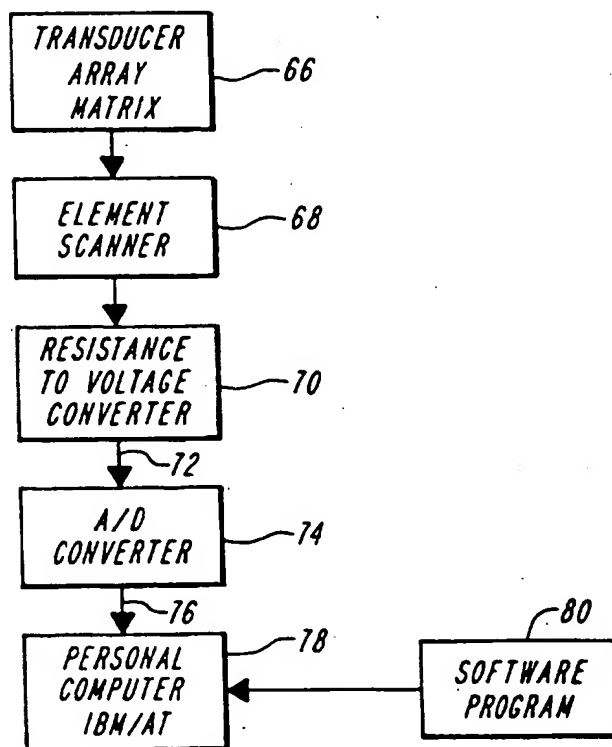 TRANSDUCER
ARRAY
MATRIX
66
ELEMENT
SCANNER
68
RESISTANCE
TO VOLTAGE
CONVERTER
70
72
A/D
CONVERTER
74
76
PERSONAL
COMPUTER
IBM/AT
78
80
SOFTWARE
PROGRAM